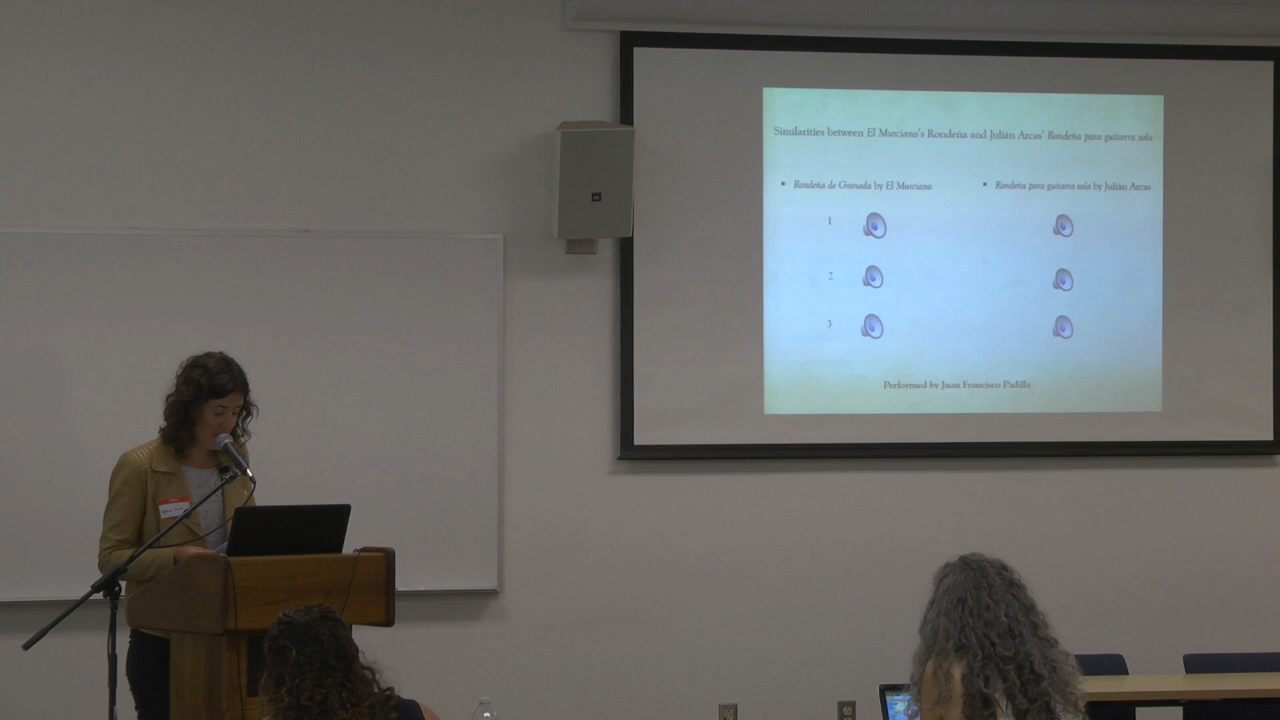 Similarities between El Murciano's Rondeña and Julián Arcas' Rondeña para guitarra sola
▪ Rondeña de Granada by El Murciano
▪ Rondeña para guitarra sola by Julián Arcas
1
2
3
Performed by Juan Francisco Padilla